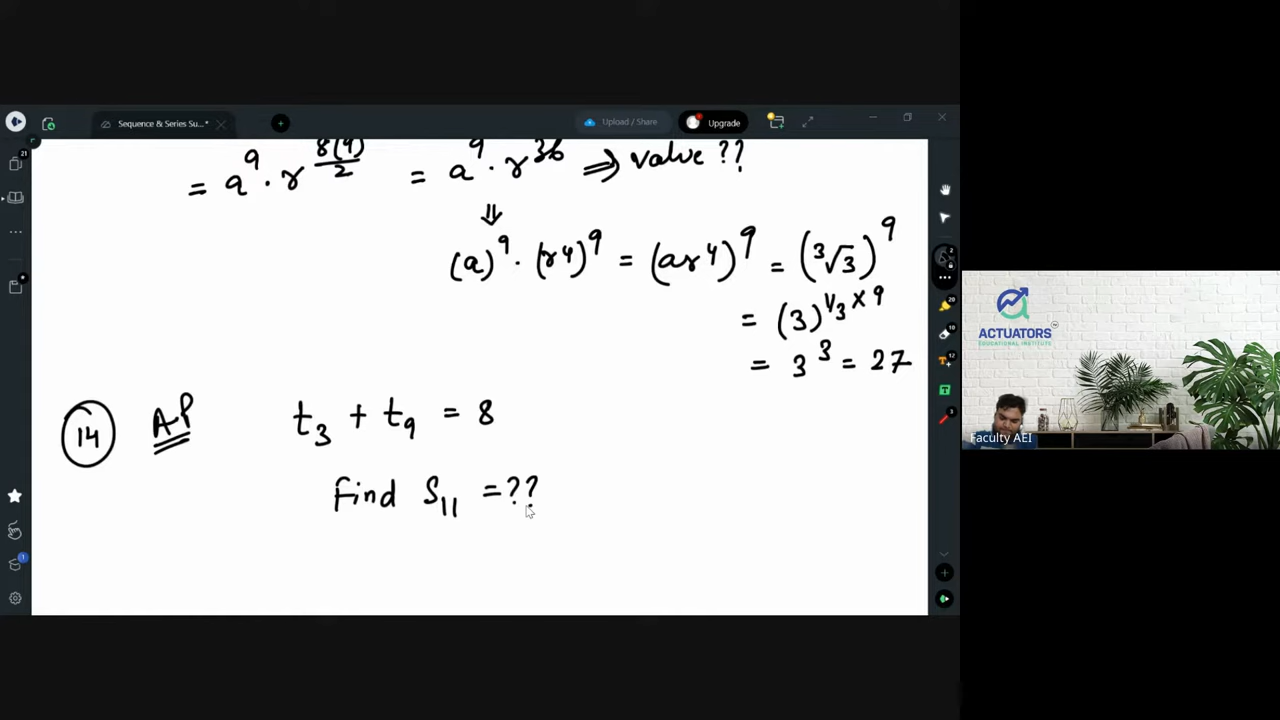 Sequence & Series Su...*
Upload / Share
Upgrade
= a⁹ · r^(8(9)/2) = a⁹ · r³⁶ ⇒ value ??
⇓
(a)⁹ · (r⁴)⁹ = (ar⁴)⁹ = (³√3)⁹
= (3)^(1/3 × 9)
= 3³ = 27
14 AP t₃ + t₉ = 8
Find S₁₁ = ??
ACTUATORS
EDUCATIONAL INSTITUTE
Faculty AEI